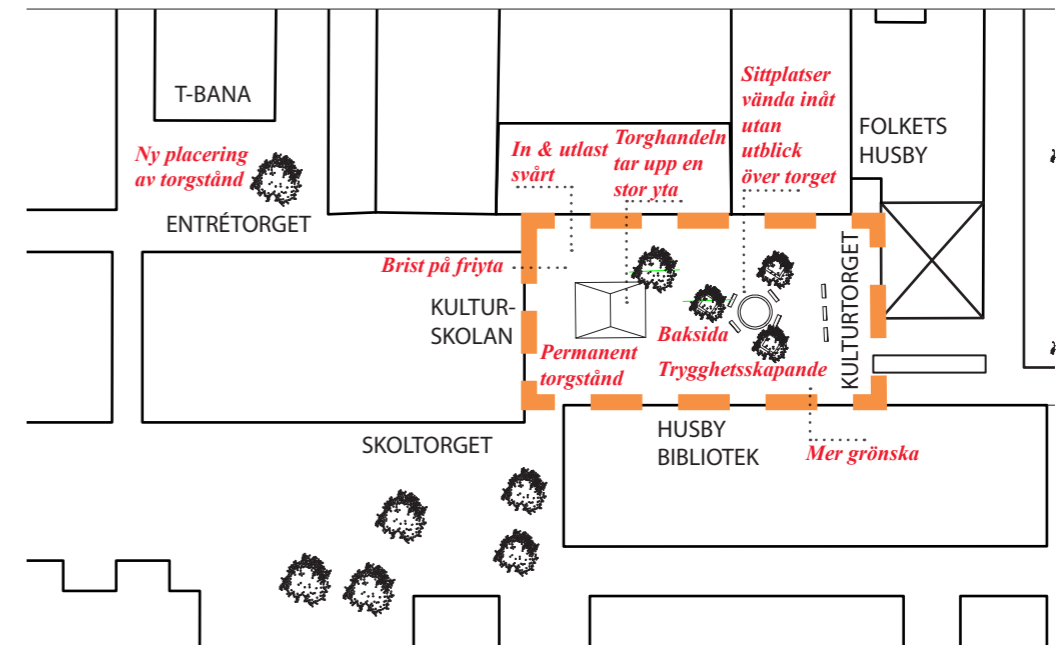 T-BANA
Ny placering
av torgstånd
ENTRÉTORGET
In & utlast
svårt
Torghandeln
tar upp en
stor yta
Sittplatser
vända inåt
utan
utblick
över torget
FOLKETS
HUSBY
Brist på friyta
KULTUR-
SKOLAN
Permanent
torgstånd
Baksida
Trygghetsskapande
KULTURTORGET
SKOLTORGET
HUSBY
BIBLIOTEK
Mer grönska